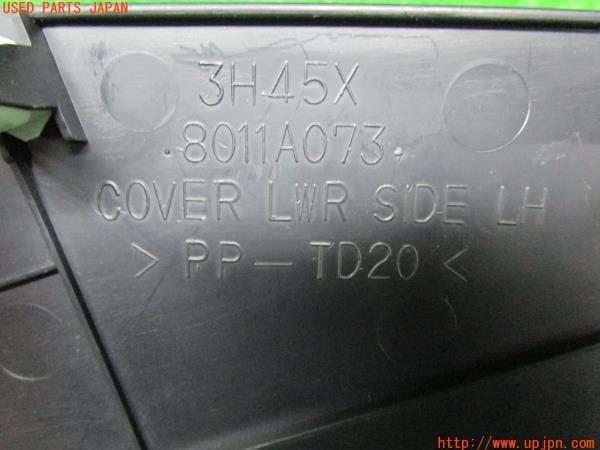 USED PARTS JAPAN
3H45X
8011A073
COVER LWR SIDE LH
> PP-TD20 <
http://www.upjpn.com/